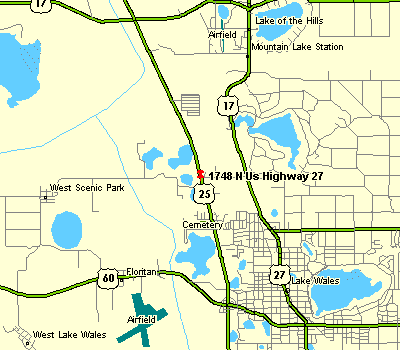 17
Lake of the Hills
Airfield
Mountain Lake Station
17
1748 N Us Highway 27
West Scenic Park
25
Cemetery
Floritan
60
27
Lake Wales
Airfield
West Lake Wales